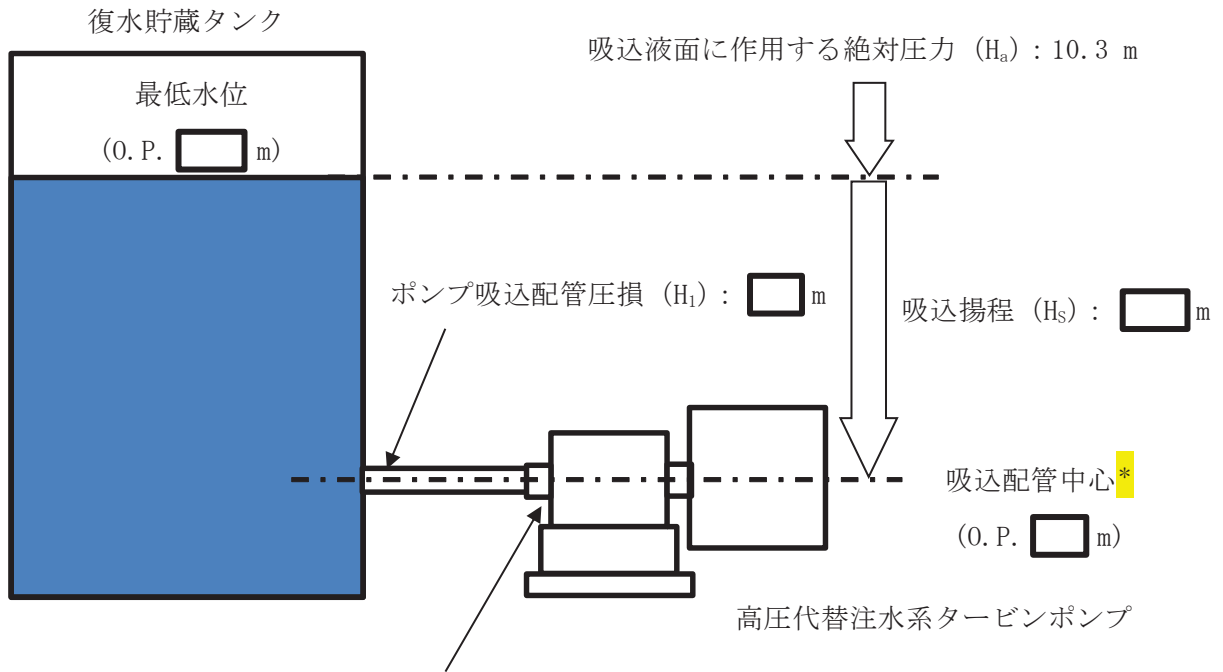 復水貯蔵タンク
吸込液面に作用する絶対圧力 (Ha) : 10.3 m
最低水位
(O.P. m)
ポンプ吸込配管圧損 (H1) : m
吸込揚程 (HS) : m
吸込配管中心*
(O.P. m)
高圧代替注水系タービンポンプ